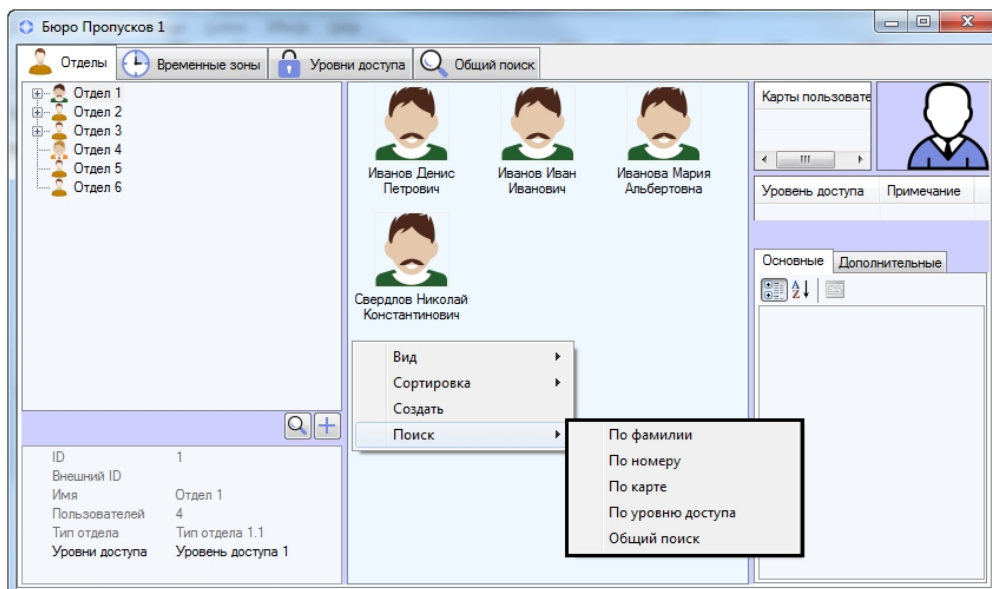 Бюро Пропусков 1
Отделы
Временные зоны
Уровни доступа
Общий поиск
Отдел 1
Отдел 2
Отдел 3
Отдел 4
Отдел 5
Отдел 6
ID 1
Внешний ID
Имя Отдел 1
Пользователей 4
Тип отдела Тип отдела 1.1
Уровни доступа Уровень доступа 1
Иванов Денис
Петрович
Иванов Иван
Иванович
Иванова Мария
Альбертовна
Свердлов Николай
Константинович
Вид
Сортировка
Создать
Поиск
По фамилии
По номеру
По карте
По уровню доступа
Общий поиск
Карты пользовате
Уровень доступа Примечание
Основные
Дополнительные